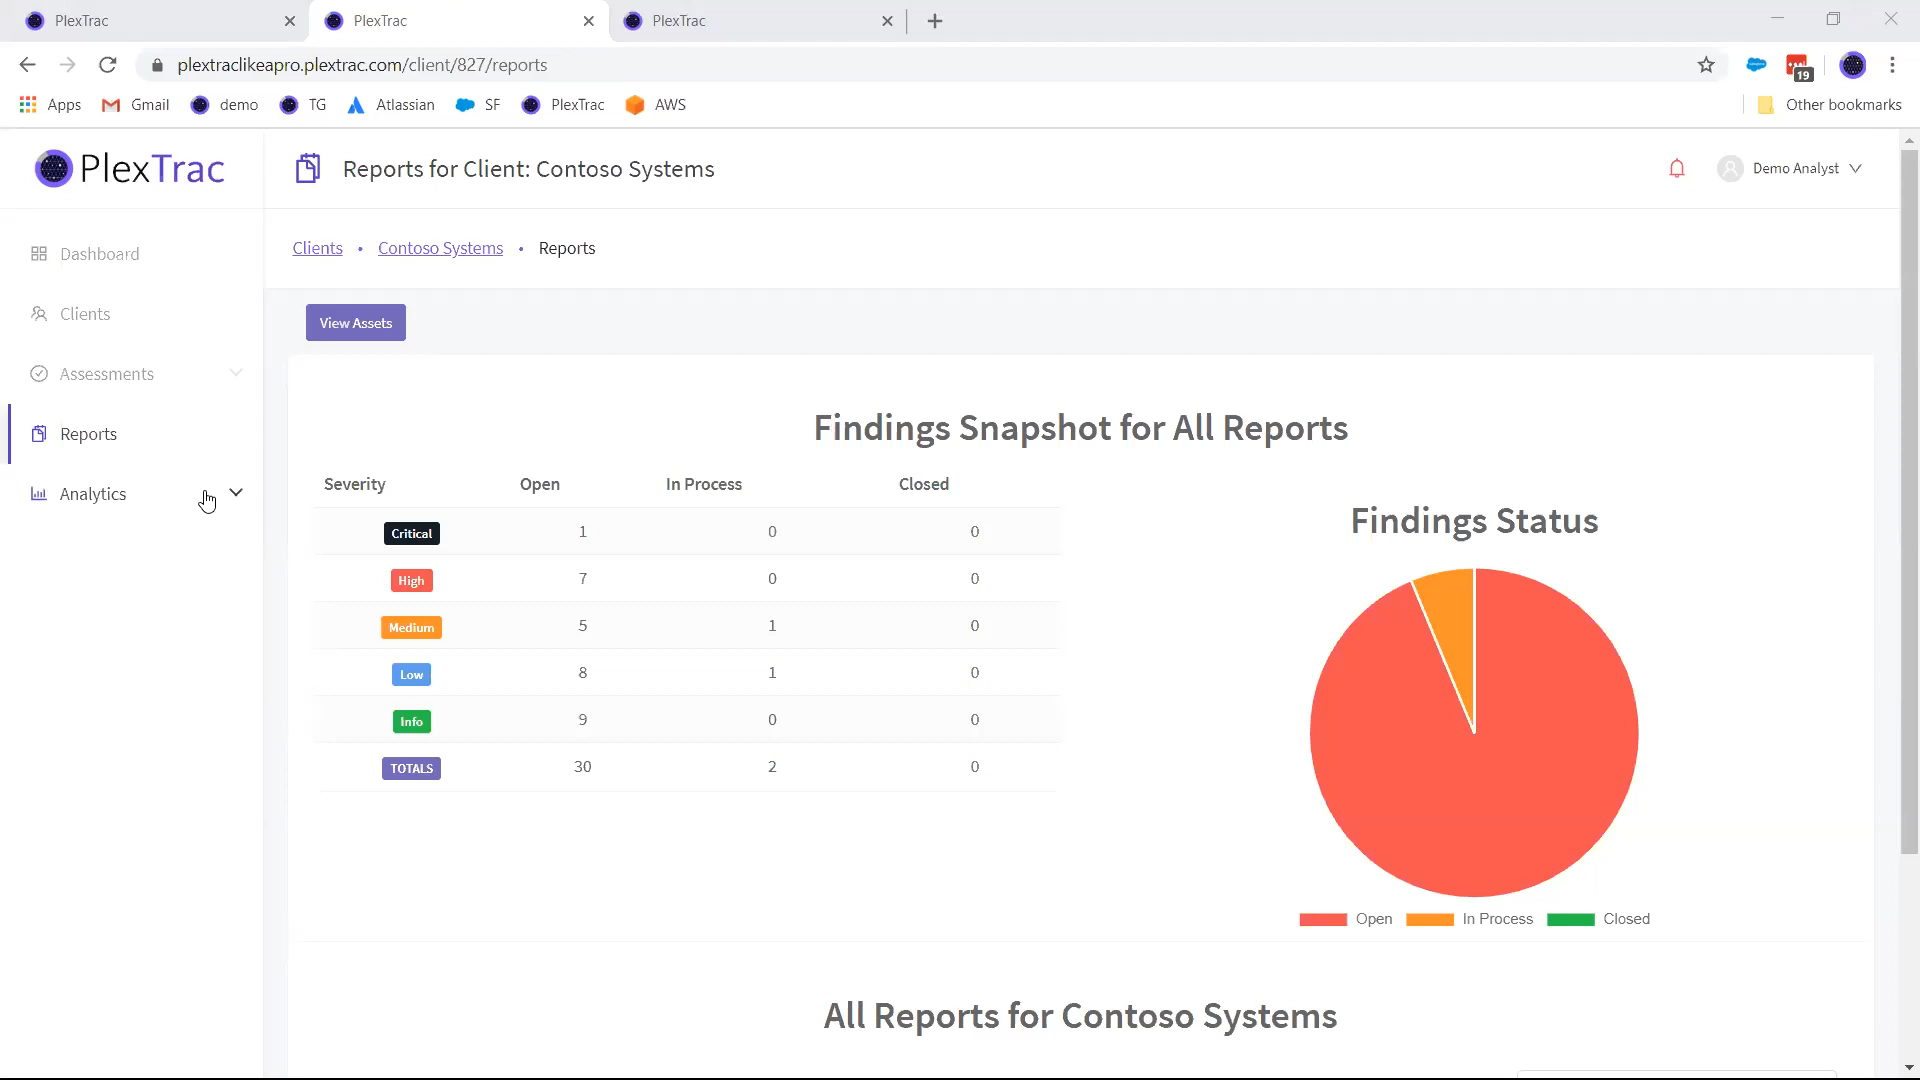 PlexTrac
PlexTrac
PlexTrac
plextraclikeapro.plextrac.com/client/827/reports
19
Apps
Gmail
demo
TG
Atlassian
SF
PlexTrac
AWS
Other bookmarks
PlexTrac
Reports for Client: Contoso Systems
Demo Analyst
Dashboard
Clients
Assessments
Reports
Analytics
Clients • Contoso Systems • Reports
View Assets
Findings Snapshot for All Reports
Severity Open In Process Closed
Critical 1 0 0
High 7 0 0
Medium 5 1 0
Low 8 1 0
Info 9 0 0
TOTALS 30 2 0
Findings Status
Open In Process Closed
All Reports for Contoso Systems